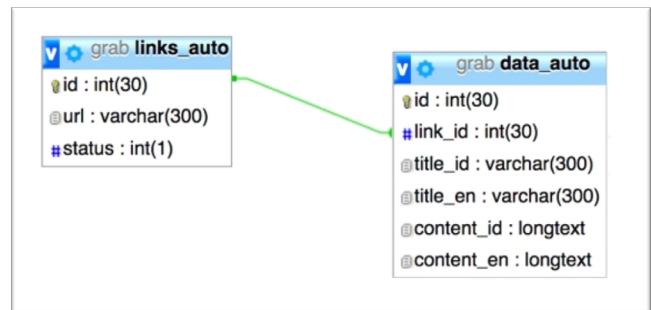 v grab links_auto
id : int(30)
url : varchar(300)
# status : int(1)
v grab data_auto
id : int(30)
# link_id : int(30)
title_id : varchar(300)
title_en : varchar(300)
content_id : longtext
content_en : longtext